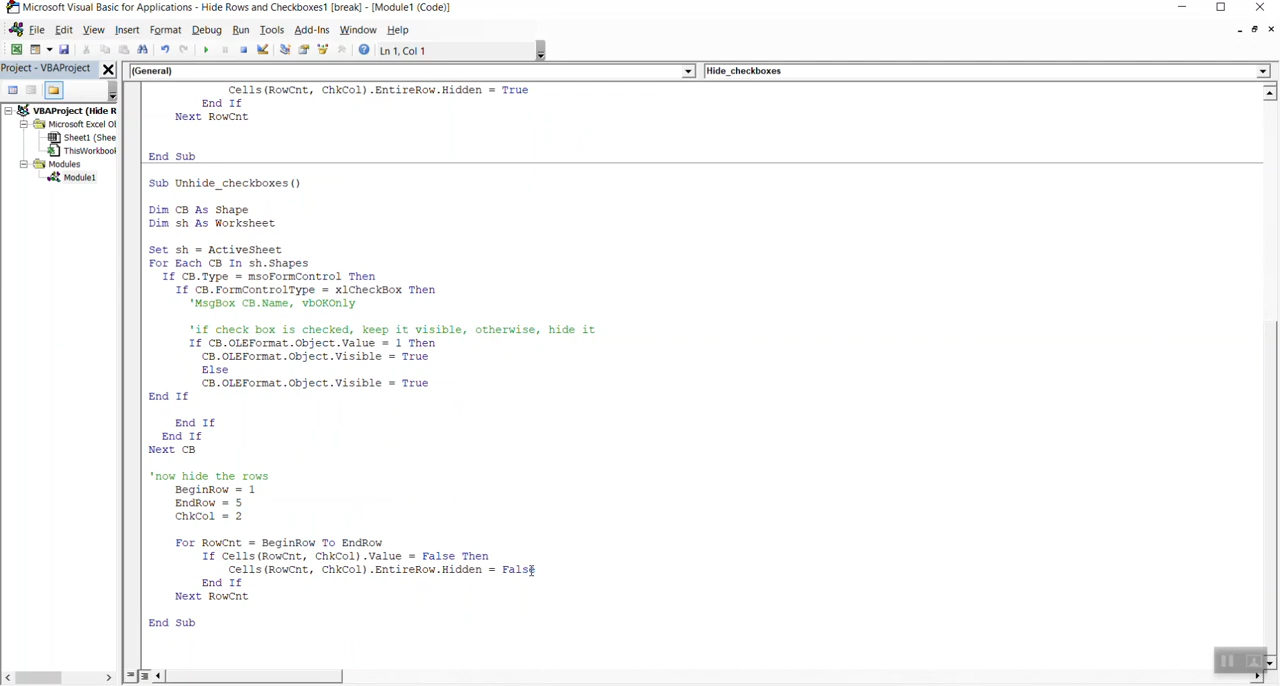 Microsoft Visual Basic for Applications - Hide Rows and Checkboxes1 [break] - [Module1 (Code)]
File Edit View Insert Format Debug Run Tools Add-Ins Window Help
Ln 1, Col 1
Project - VBAProject
(General) Hide_checkboxes
VBAProject (Hide R
Microsoft Excel Ob
Sheet1 (Shee
ThisWorkbook
Modules
Module1
Cells(RowCnt, ChkCol).EntireRow.Hidden = True
End If
Next RowCnt
End Sub
Sub Unhide_checkboxes()
Dim CB As Shape
Dim sh As Worksheet
Set sh = ActiveSheet
For Each CB In sh.Shapes
If CB.Type = msoFormControl Then
If CB.FormControlType = xlCheckBox Then
'MsgBox CB.Name, vbOKOnly
'if check box is checked, keep it visible, otherwise, hide it
If CB.OLEFormat.Object.Value = 1 Then
CB.OLEFormat.Object.Visible = True
Else
CB.OLEFormat.Object.Visible = True
End If
End If
End If
Next CB
'now hide the rows
BeginRow = 1
EndRow = 5
ChkCol = 2
For RowCnt = BeginRow To EndRow
If Cells(RowCnt, ChkCol).Value = False Then
Cells(RowCnt, ChkCol).EntireRow.Hidden = False
End If
Next RowCnt
End Sub